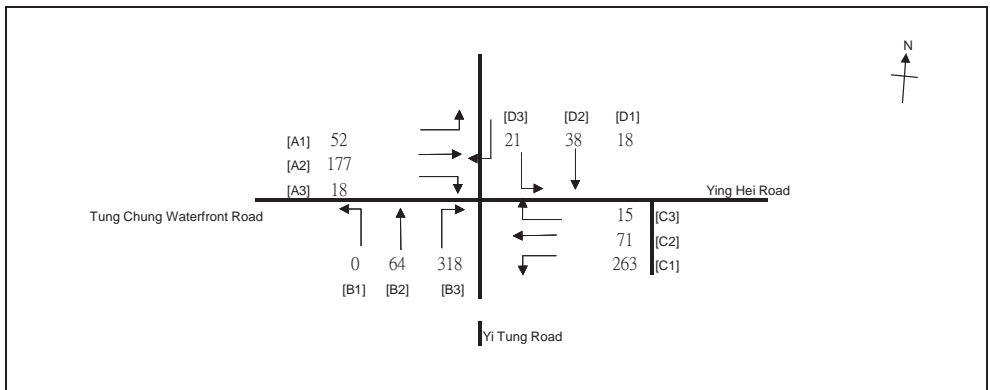 N
[D3] [D2] [D1]
21 38 18
[A1] 52
[A2] 177
[A3] 18
Ying Hei Road
Tung Chung Waterfront Road
15 [C3]
71 [C2]
263 [C1]
0 64 318
[B1] [B2] [B3]
Yi Tung Road